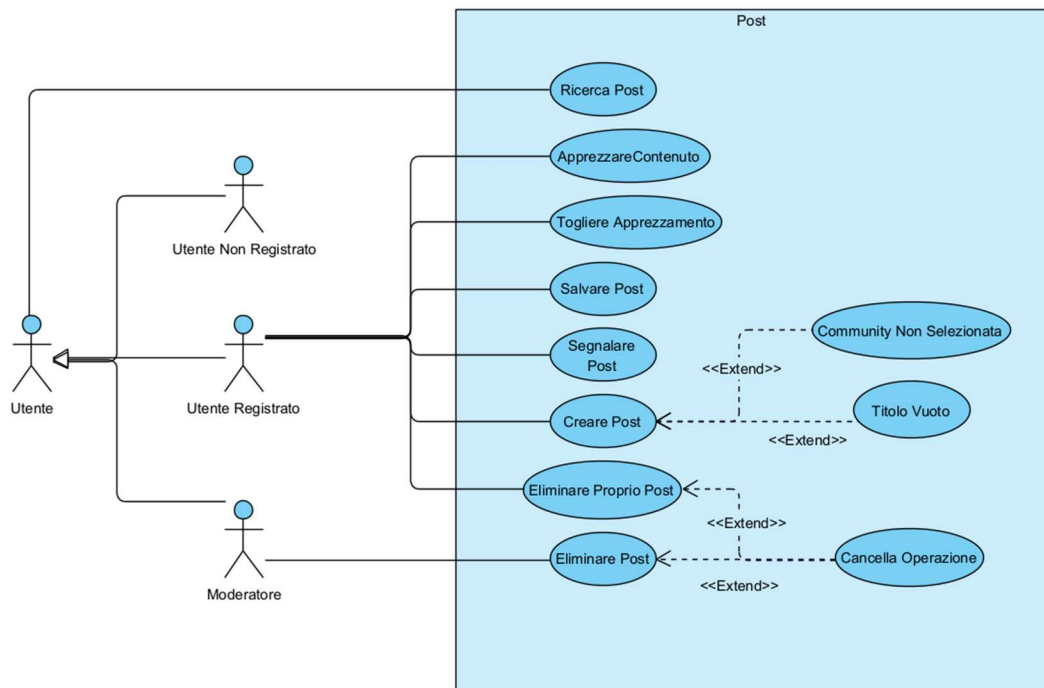 Post
Ricerca Post
ApprezzareContenuto
Togliere Apprezzamento
Utente Non Registrato
Salvare Post
Community Non Selezionata
Segnalare
Post
<<Extend>>
Utente
Utente Registrato
Creare Post
Titolo Vuoto
<<Extend>>
Eliminare Proprio Post
<<Extend>>
Eliminare Post
Cancella Operazione
<<Extend>>
Moderatore